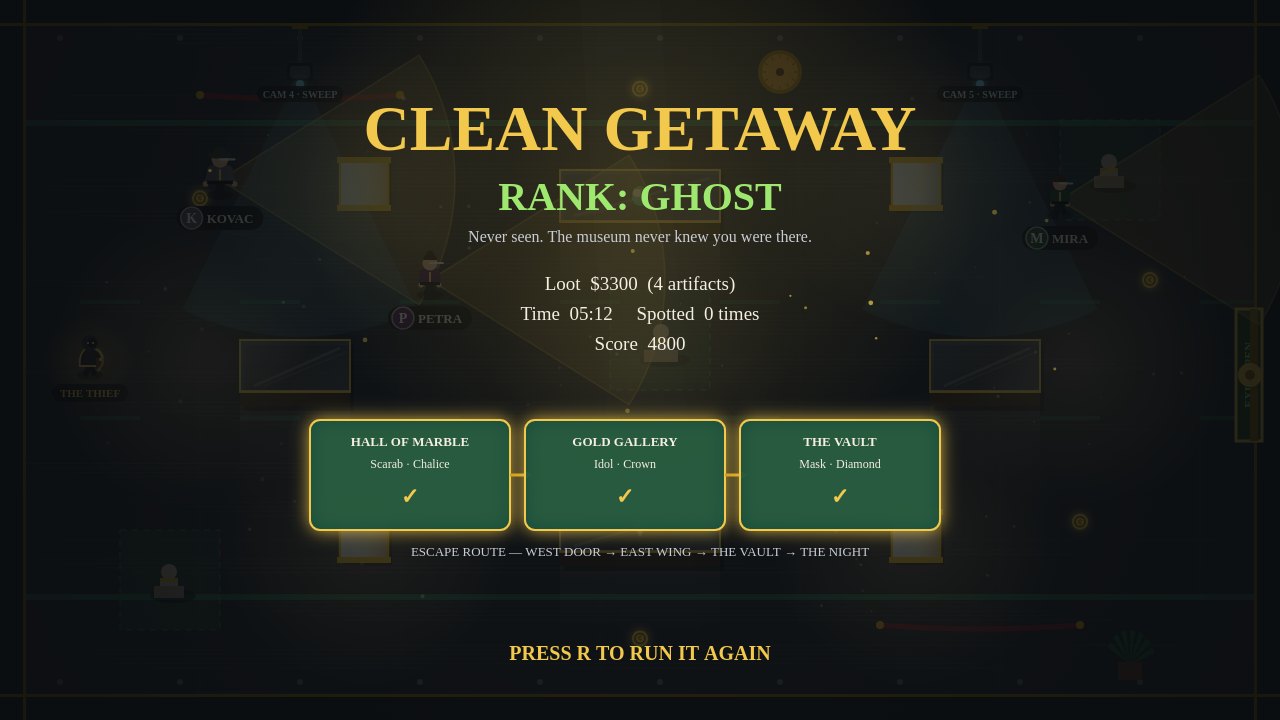 CAM 4 · SWEEP
CAM 5 · SWEEP
CLEAN GETAWAY
RANK: GHOST
K KOVAC
M MIRA
Never seen. The museum never knew you were there.
Loot $3300 (4 artifacts)
P PETRA
Time 05:12 Spotted 0 times
Score 4800
THE THIEF
HALL OF MARBLE
Scarab · Chalice
✓
GOLD GALLERY
Idol · Crown
✓
THE VAULT
Mask · Diamond
✓
ESCAPE ROUTE — WEST DOOR → EAST WING → THE VAULT → THE NIGHT
PRESS R TO RUN IT AGAIN